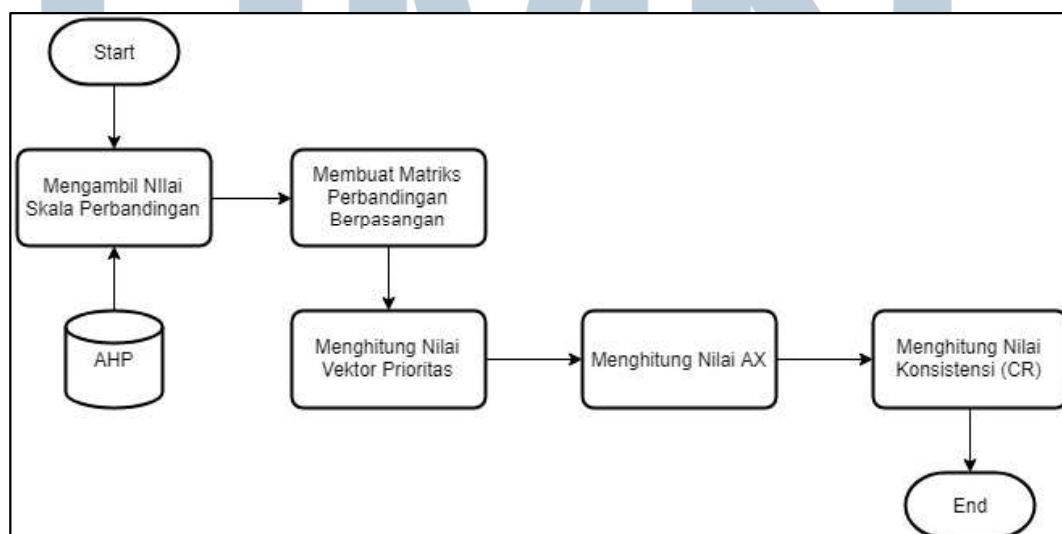 Start
Mengambil NIlai
Skala Perbandingan
Membuat Matriks
Perbandingan
Berpasangan
AHP
Menghitung Nilai
Vektor Prioritas
Menghitung Nilai AX
Menghitung Nilai
Konsistensi (CR)
End